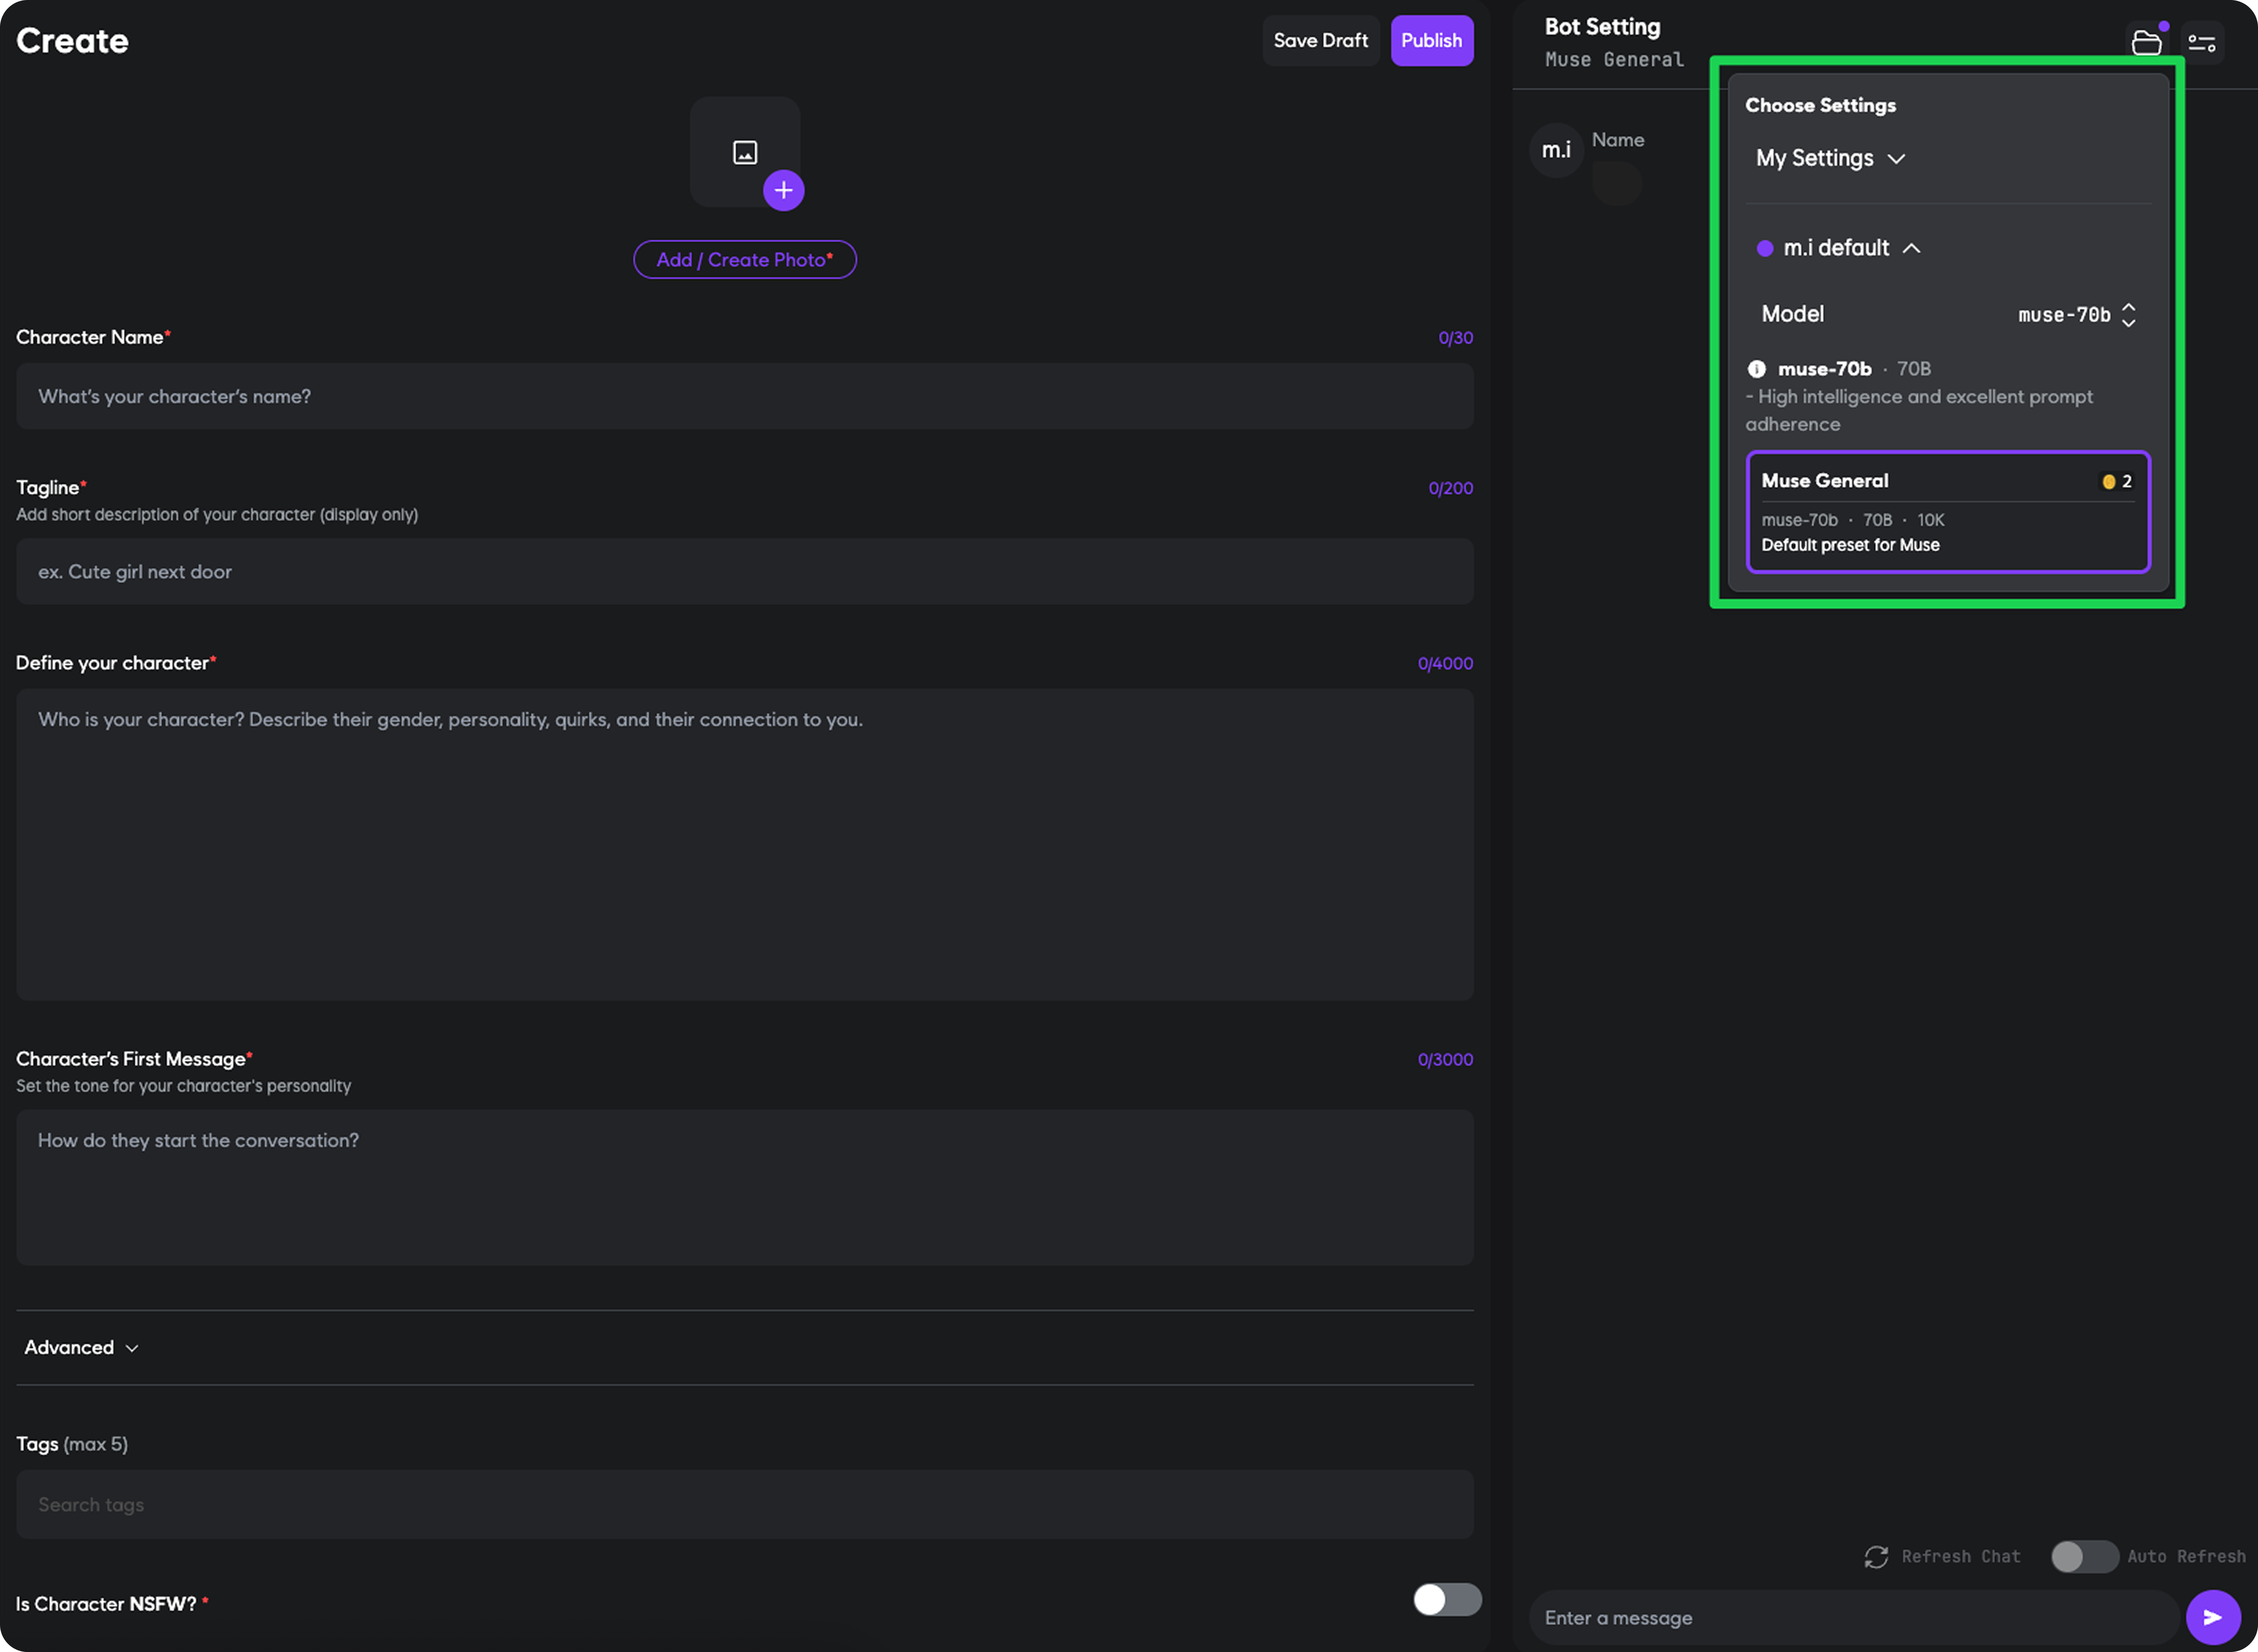 Create
Save Draft
Publish
Add / Create Photo*
Character Name*
0/30
What's your character's name?
Tagline*
0/200
Add short description of your character (display only)
ex. Cute girl next door
Define your character*
0/4000
Who is your character? Describe their gender, personality, quirks, and their connection to you.
Character's First Message*
0/3000
Set the tone for your character's personality
How do they start the conversation?
Advanced
Tags (max 5)
Search tags
Is Character NSFW? *
Bot Setting
Muse General
m.i
Name
Choose Settings
My Settings
m.i default
Model
muse-70b
muse-70b · 70B
- High intelligence and excellent prompt
adherence
Muse General
2
muse-70b · 70B · 10K
Default preset for Muse
Refresh Chat
Auto Refresh
Enter a message